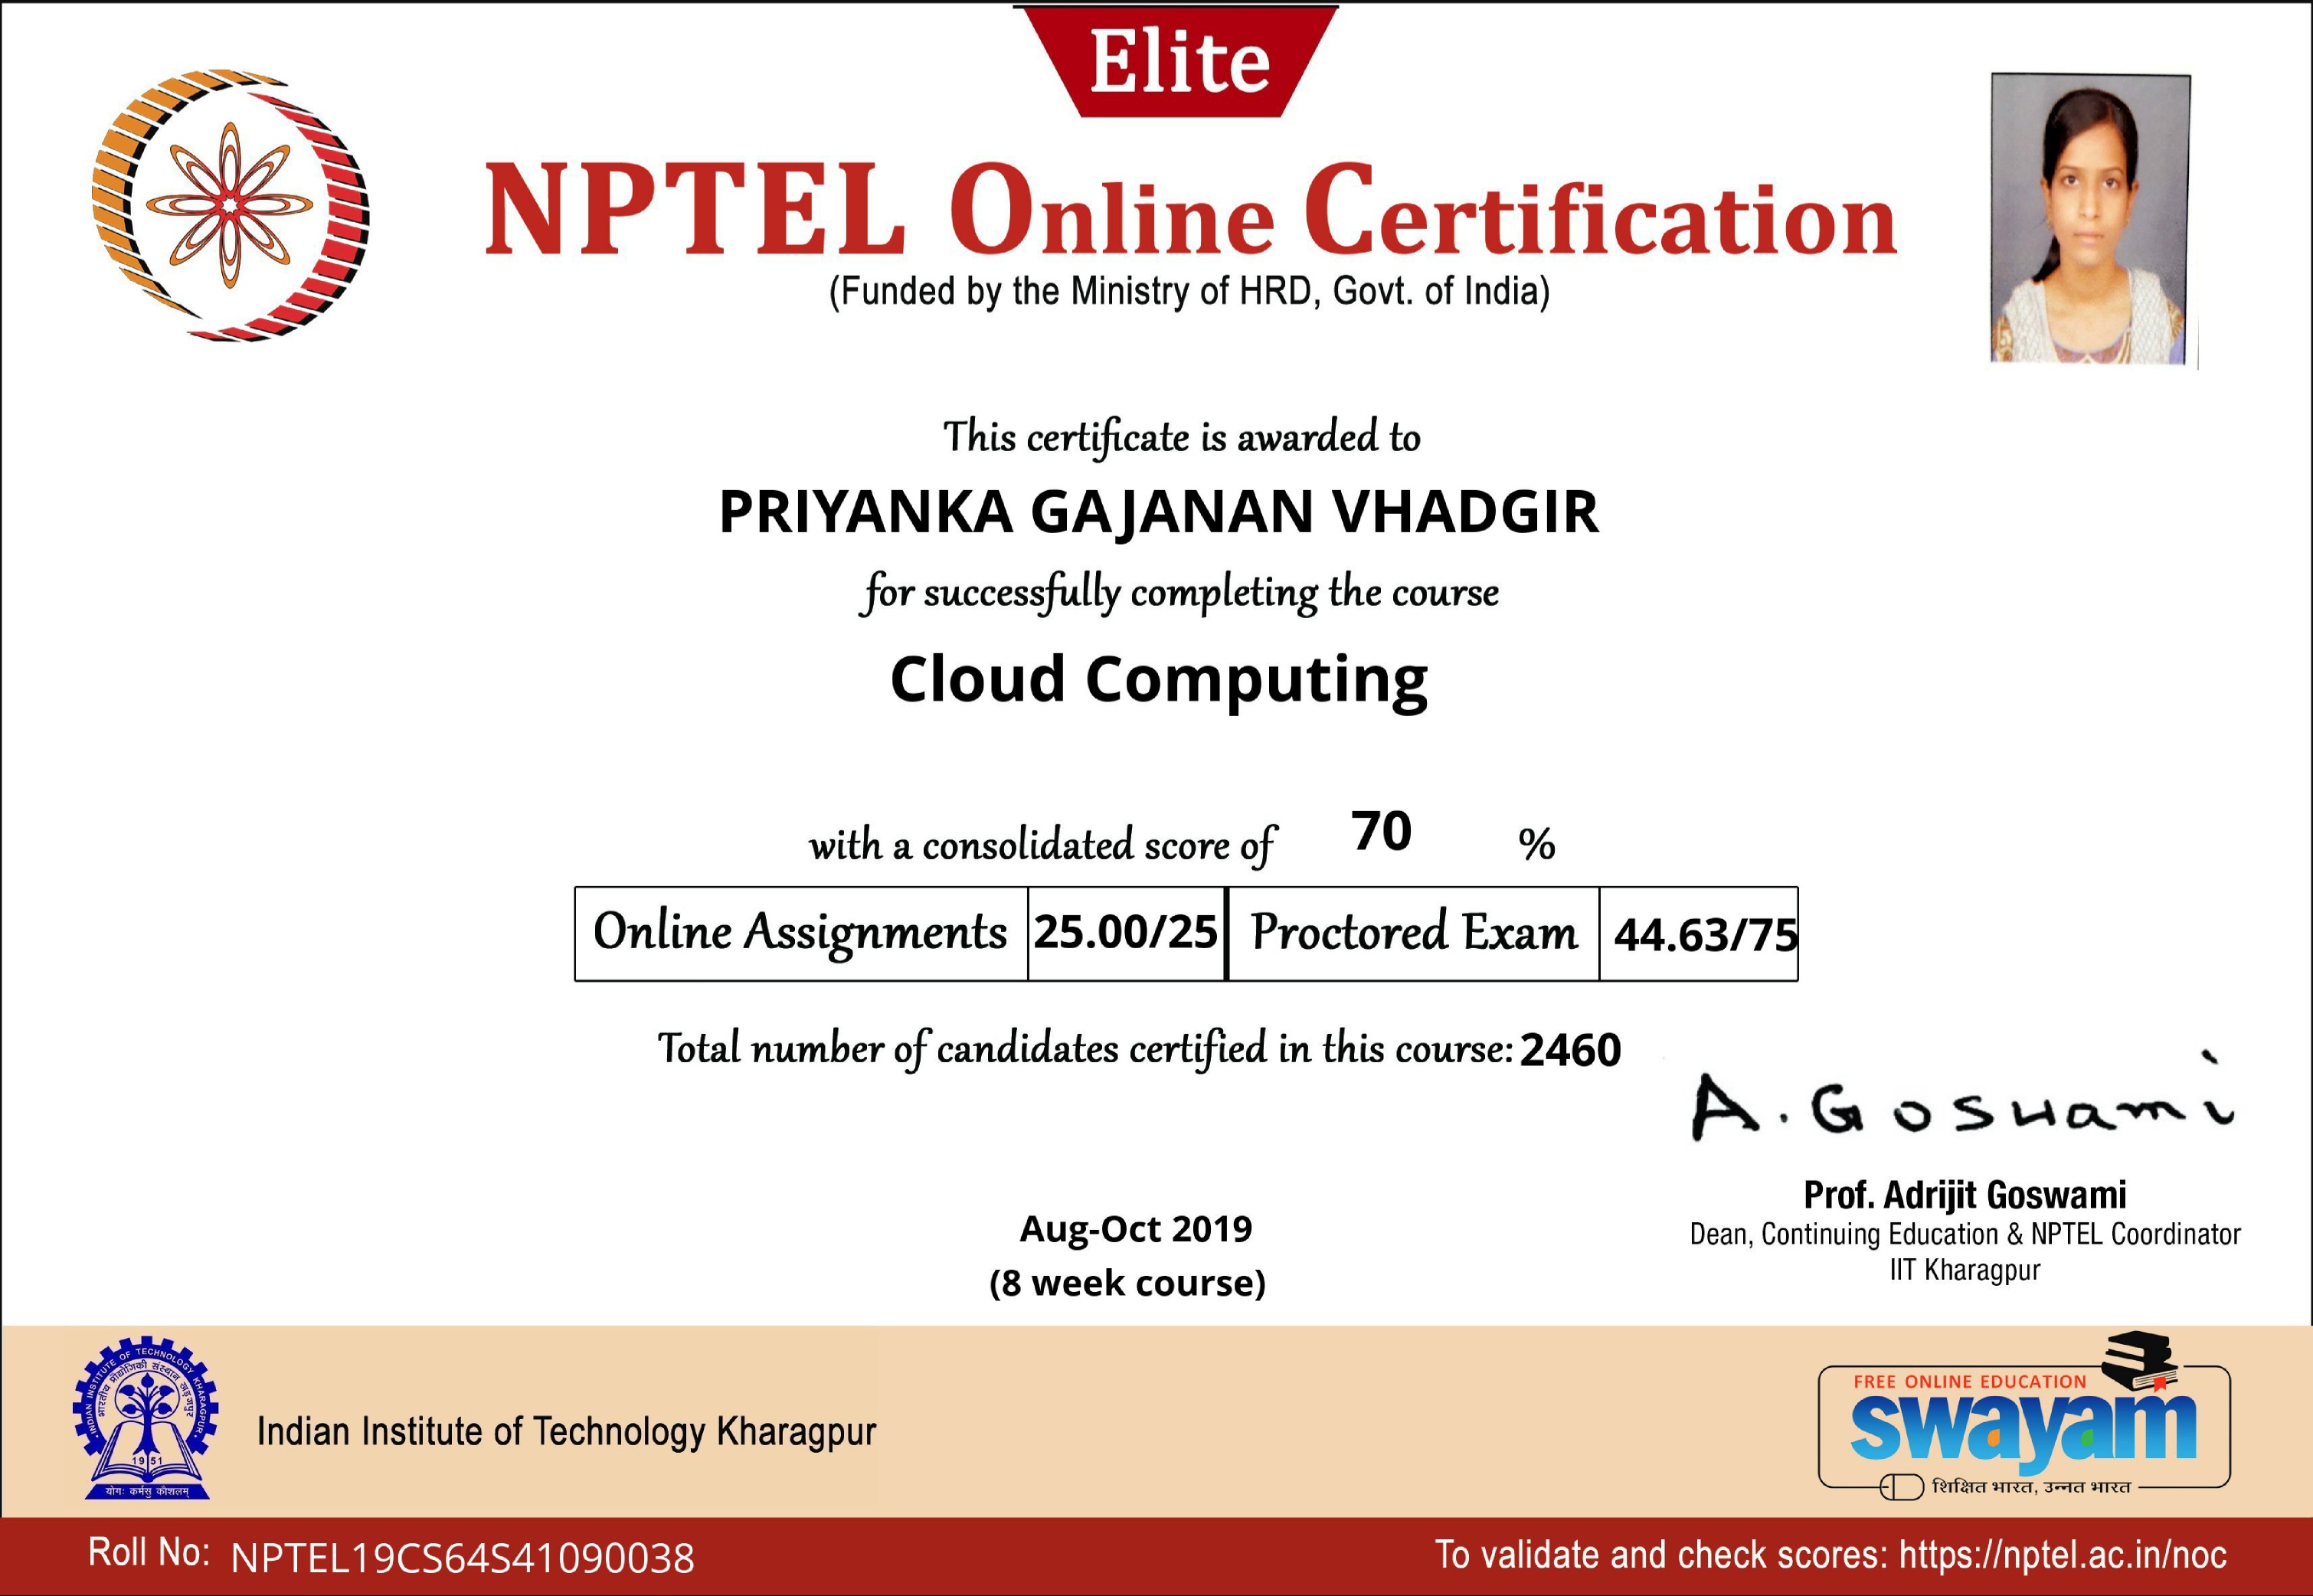 Elite
NPTEL Online Certification
(Funded by the Ministry of HRD, Govt. of India)
This certificate is awarded to
PRIYANKA GAJANAN VHADGIR
for successfully completing the course
Cloud Computing
with a consolidated score of 70 %
Online Assignments 25.00/25 Proctored Exam 44.63/75
Total number of candidates certified in this course: 2460
A. Goswami
Prof. Adrijit Goswami
Dean, Continuing Education & NPTEL Coordinator
IIT Kharagpur
Aug-Oct 2019
(8 week course)
INDIAN INSTITUTE OF TECHNOLOGY KHARAGPUR
भारतीय प्रौद्योगिकी संस्थान खड़गपुर
1951
योगः कर्मसु कौशलम्
Indian Institute of Technology Kharagpur
FREE ONLINE EDUCATION
swayam
शिक्षित भारत, उन्नत भारत
Roll No: NPTEL19CS64S41090038
To validate and check scores: https://nptel.ac.in/noc